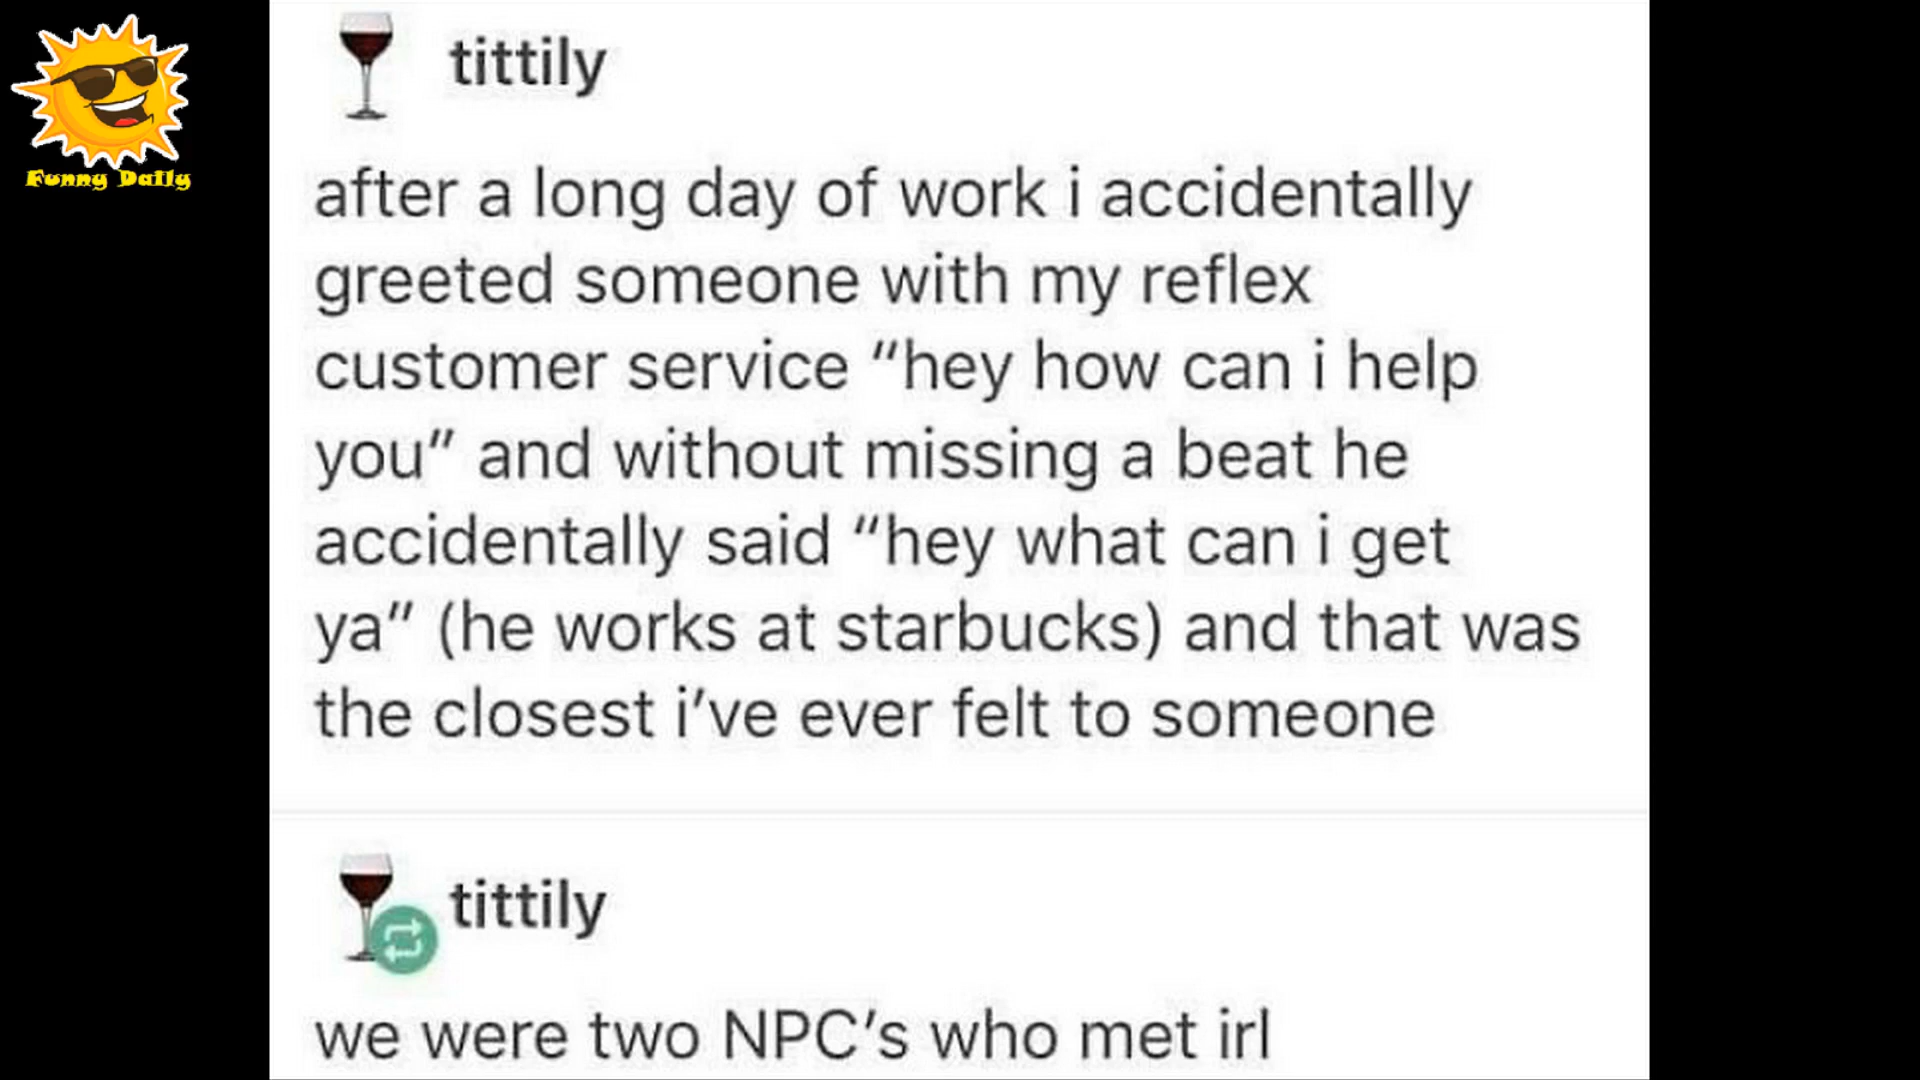 Funny Daily
tittily
after a long day of work i accidentally
greeted someone with my reflex
customer service “hey how can i help
you” and without missing a beat he
accidentally said “hey what can i get
ya” (he works at starbucks) and that was
the closest i’ve ever felt to someone
tittily
we were two NPC’s who met irl